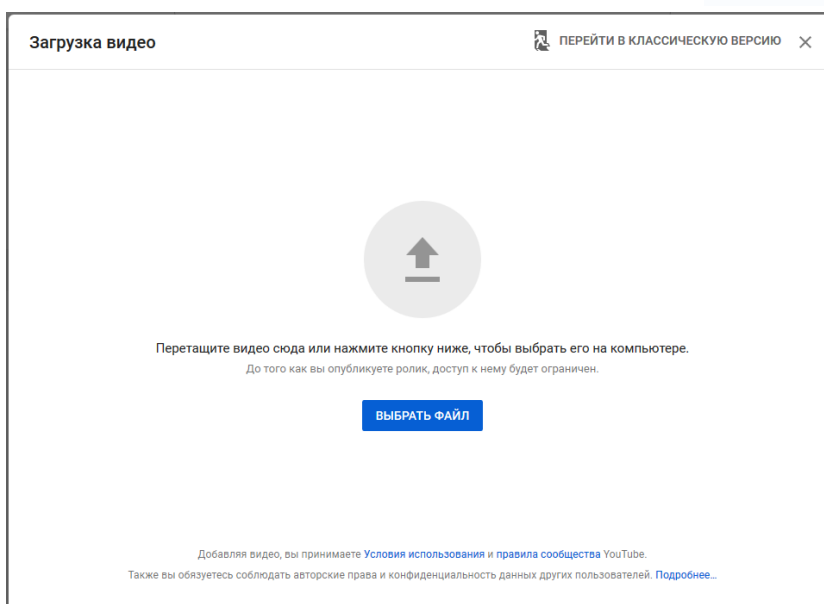 Загрузка видео
ПЕРЕЙТИ В КЛАССИЧЕСКУЮ ВЕРСИЮ
Перетащите видео сюда или нажмите кнопку ниже, чтобы выбрать его на компьютере.
До того как вы опубликуете ролик, доступ к нему будет ограничен.
ВЫБРАТЬ ФАЙЛ
Добавляя видео, вы принимаете Условия использования и правила сообщества YouTube.
Также вы обязуетесь соблюдать авторские права и конфиденциальность данных других пользователей. Подробнее...